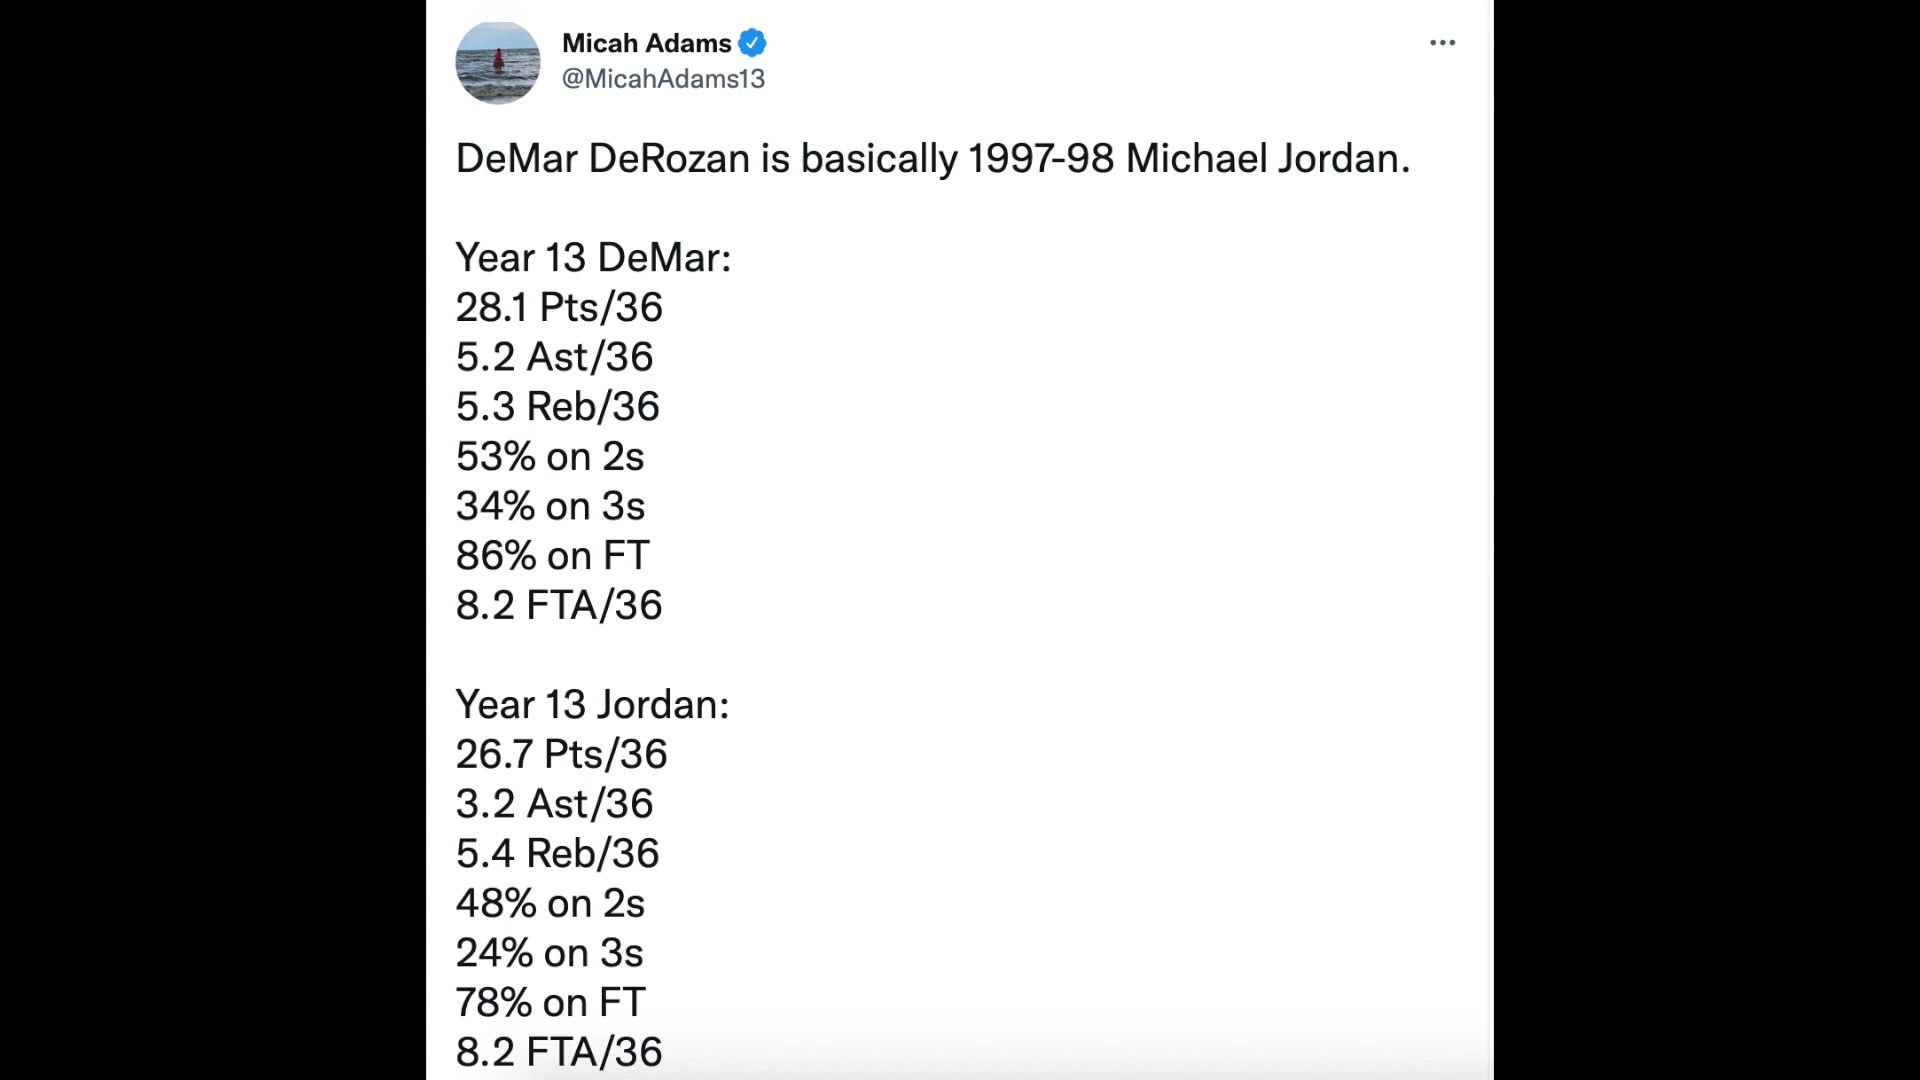 Micah Adams
@MicahAdams13
DeMar DeRozan is basically 1997-98 Michael Jordan.
Year 13 DeMar:
28.1 Pts/36
5.2 Ast/36
5.3 Reb/36
53% on 2s
34% on 3s
86% on FT
8.2 FTA/36
Year 13 Jordan:
26.7 Pts/36
3.2 Ast/36
5.4 Reb/36
48% on 2s
24% on 3s
78% on FT
8.2 FTA/36